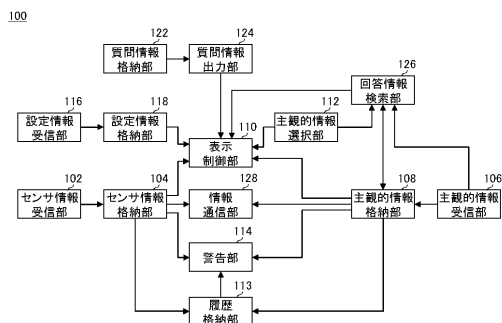 100
122
質問情報
格納部
124
質問情報
出力部
126
回答情報
検索部
116
設定情報
受信部
118
設定情報
格納部
110
表示
制御部
112
主観的情報
選択部
102
センサ情報
受信部
104
センサ情報
格納部
128
情報
通信部
108
主観的情報
格納部
106
主観的情報
受信部
114
警告部
113
履歴
格納部